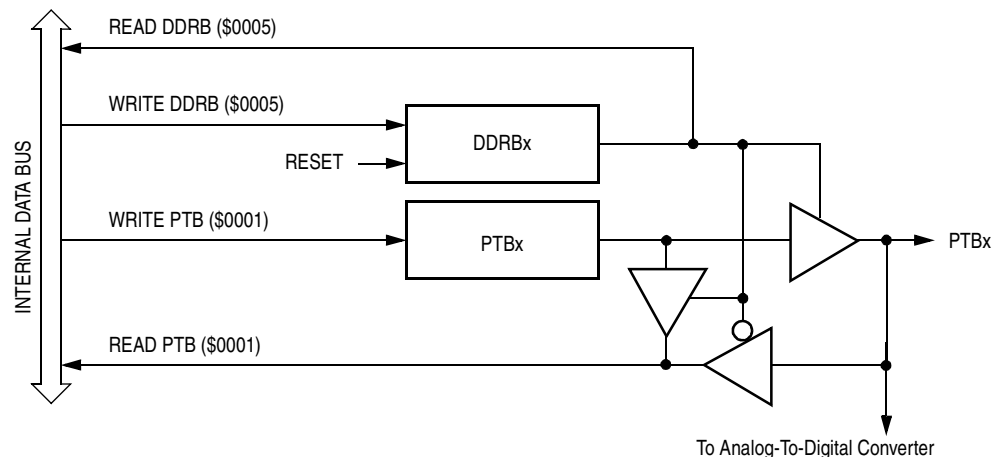 READ DDRB ($0005)
WRITE DDRB ($0005)
DDRBx
RESET
INTERNAL DATA BUS
WRITE PTB ($0001)
PTBx
PTBx
READ PTB ($0001)
To Analog-To-Digital Converter